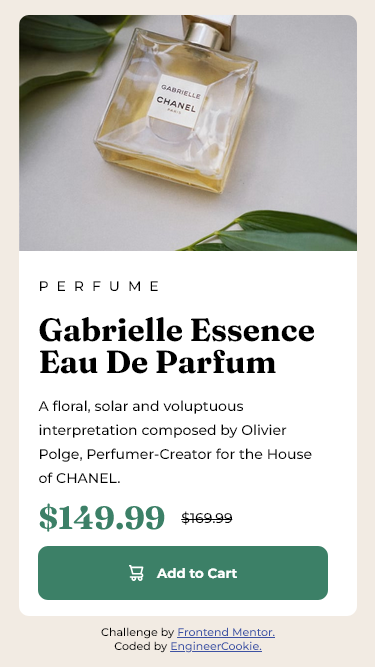 GABRIELLE
CHANEL
PARIS
PERFUME
Gabrielle Essence
Eau De Parfum
A floral, solar and voluptuous
interpretation composed by Olivier
Polge, Perfumer-Creator for the House
of CHANEL.
$149.99 $169.99
Add to Cart
Challenge by Frontend Mentor.
Coded by EngineerCookie.